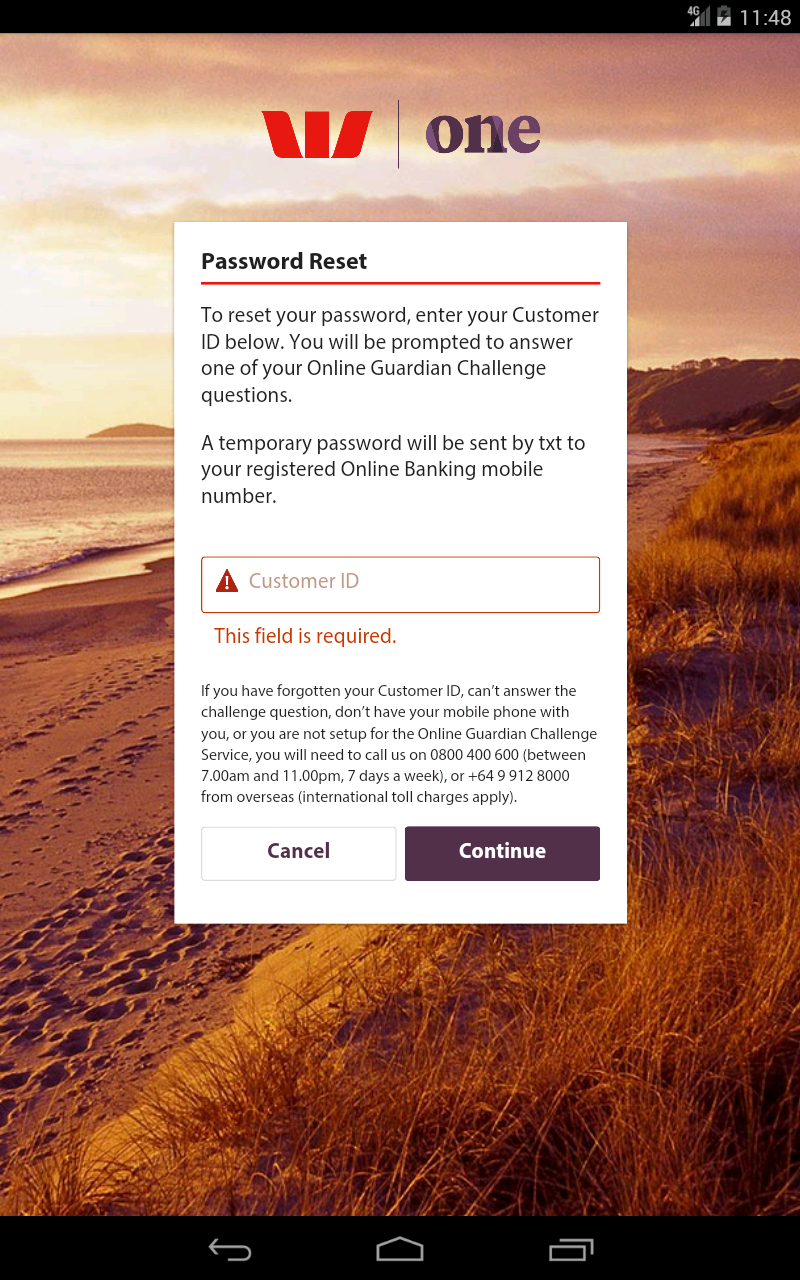 4G 11:48
one
Password Reset
To reset your password, enter your Customer
ID below. You will be prompted to answer
one of your Online Guardian Challenge
questions.
A temporary password will be sent by txt to
your registered Online Banking mobile
number.
Customer ID
This field is required.
If you have forgotten your Customer ID, can’t answer the
challenge question, don’t have your mobile phone with
you, or you are not setup for the Online Guardian Challenge
Service, you will need to call us on 0800 400 600 (between
7.00am and 11.00pm, 7 days a week), or +64 9 912 8000
from overseas (international toll charges apply).
Cancel Continue